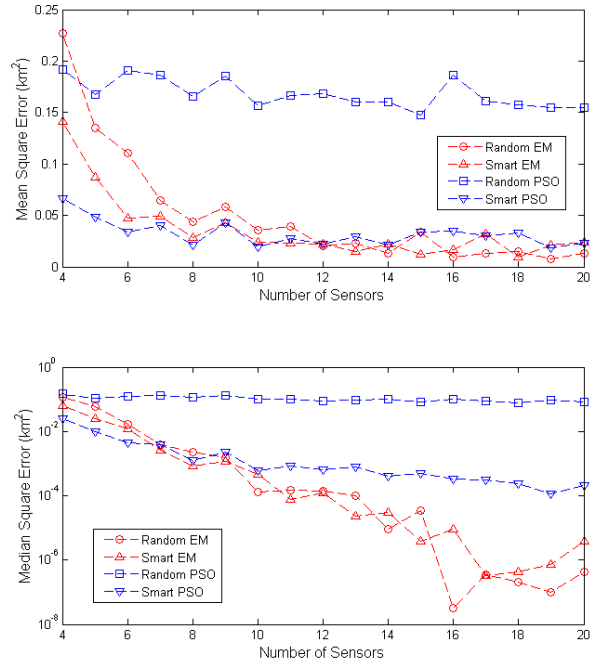 0.25
0.2
0.15
0.1
0.05
0
Mean Square Error (km²)
Random EM
Smart EM
Random PSO
Smart PSO
4 6 8 10 12 14 16 18 20
Number of Sensors
10⁰
10⁻²
10⁻⁴
10⁻⁶
10⁻⁸
Median Square Error (km²)
Random EM
Smart EM
Random PSO
Smart PSO
4 6 8 10 12 14 16 18 20
Number of Sensors